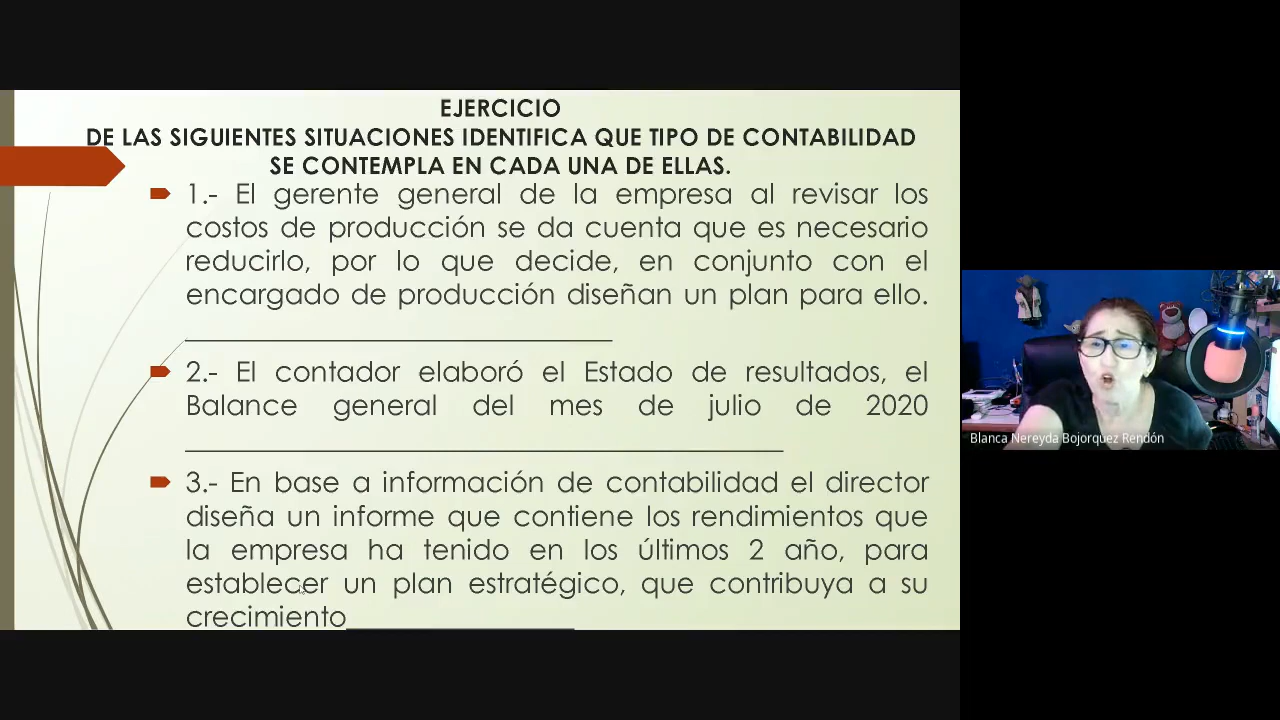 EJERCICIO
DE LAS SIGUIENTES SITUACIONES IDENTIFICA QUE TIPO DE CONTABILIDAD
SE CONTEMPLA EN CADA UNA DE ELLAS.
1.- El gerente general de la empresa al revisar los
costos de producción se da cuenta que es necesario
reducirlo, por lo que decide, en conjunto con el
encargado de producción diseñan un plan para ello.
2.- El contador elaboró el Estado de resultados, el
Balance general del mes de julio de 2020
3.- En base a información de contabilidad el director
diseña un informe que contiene los rendimientos que
la empresa ha tenido en los últimos 2 año, para
establecer un plan estratégico, que contribuya a su
crecimiento
Blanca Nereyda Bojorquez Rendón